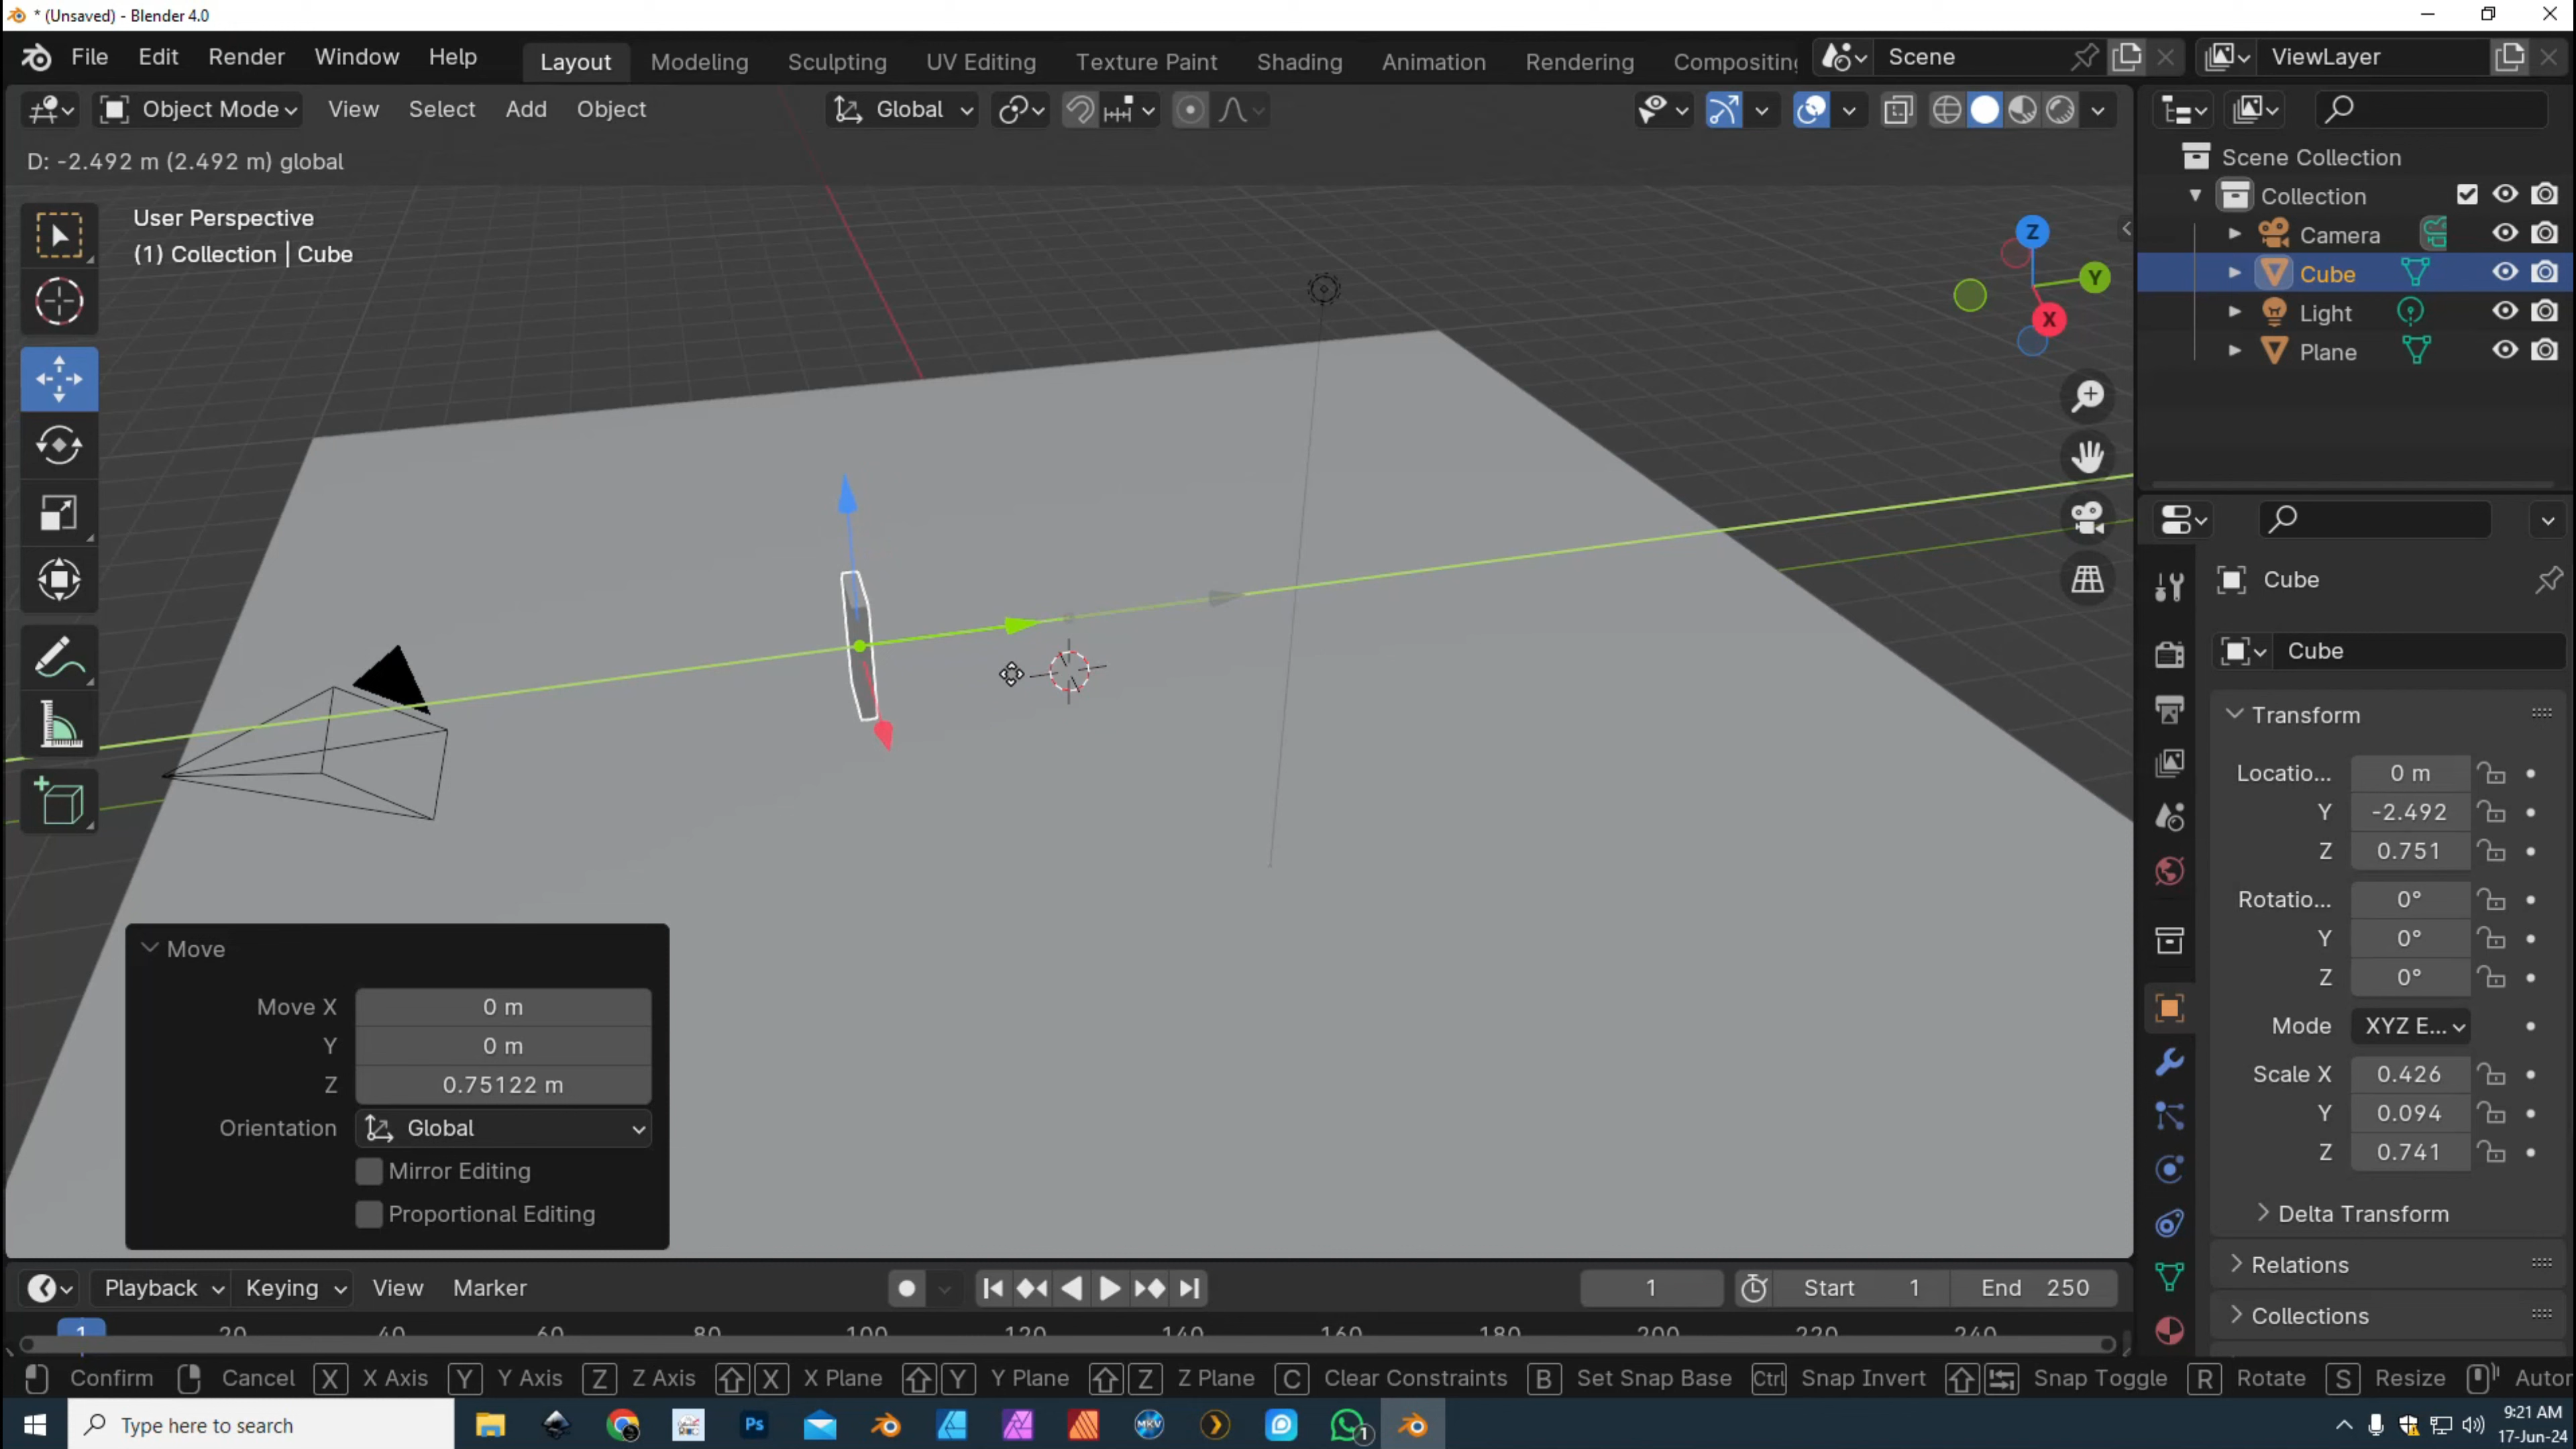 * (Unsaved) - Blender 4.0
File Edit Render Window Help Layout Modeling Sculpting UV Editing Texture Paint Shading Animation Rendering Compositing Scene ViewLayer
Object Mode View Select Add Object Global
D: -2.492 m (2.492 m) global
User Perspective
(1) Collection | Cube
Z
Y
X
Scene Collection
Collection
Camera
Cube
Light
Plane
Cube
Cube
Transform
Locatio... 0 m
Y -2.492
Z 0.751
Rotatio... 0°
Y 0°
Z 0°
Mode XYZ E...
Scale X 0.426
Y 0.094
Z 0.741
Delta Transform
Relations
Collections
Move
Move X 0 m
Y 0 m
Z 0.75122 m
Orientation Global
Mirror Editing
Proportional Editing
Playback Keying View Marker 1 Start 1 End 250
1 20 40 60 80 100 120 140 160 180 200 220 240
Confirm Cancel X X Axis Y Y Axis Z Z Axis X X Plane Y Y Plane Z Z Plane C Clear Constraints B Set Snap Base Ctrl Snap Invert Snap Toggle R Rotate S Resize Autor
Type here to search Ps MKV 1
9:21 AM
17-Jun-24